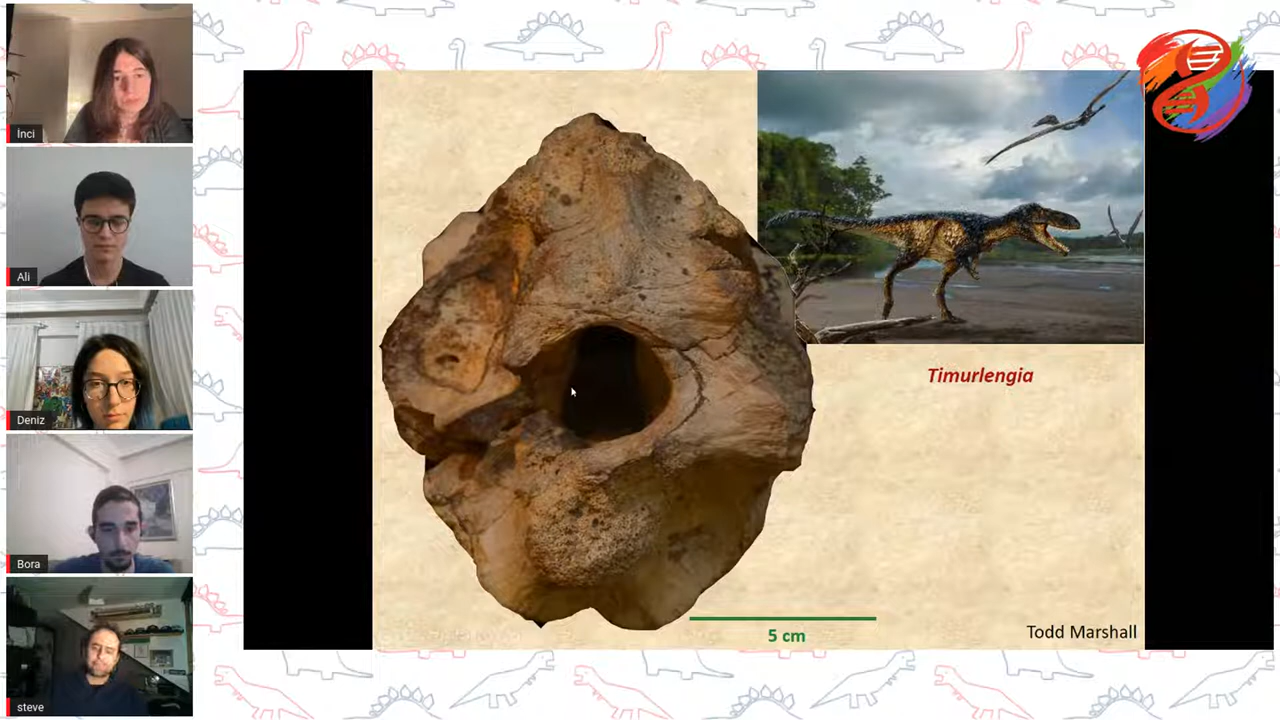 İnci
Ali
Deniz
Bora
steve
Timurlengia
5 cm
Todd Marshall